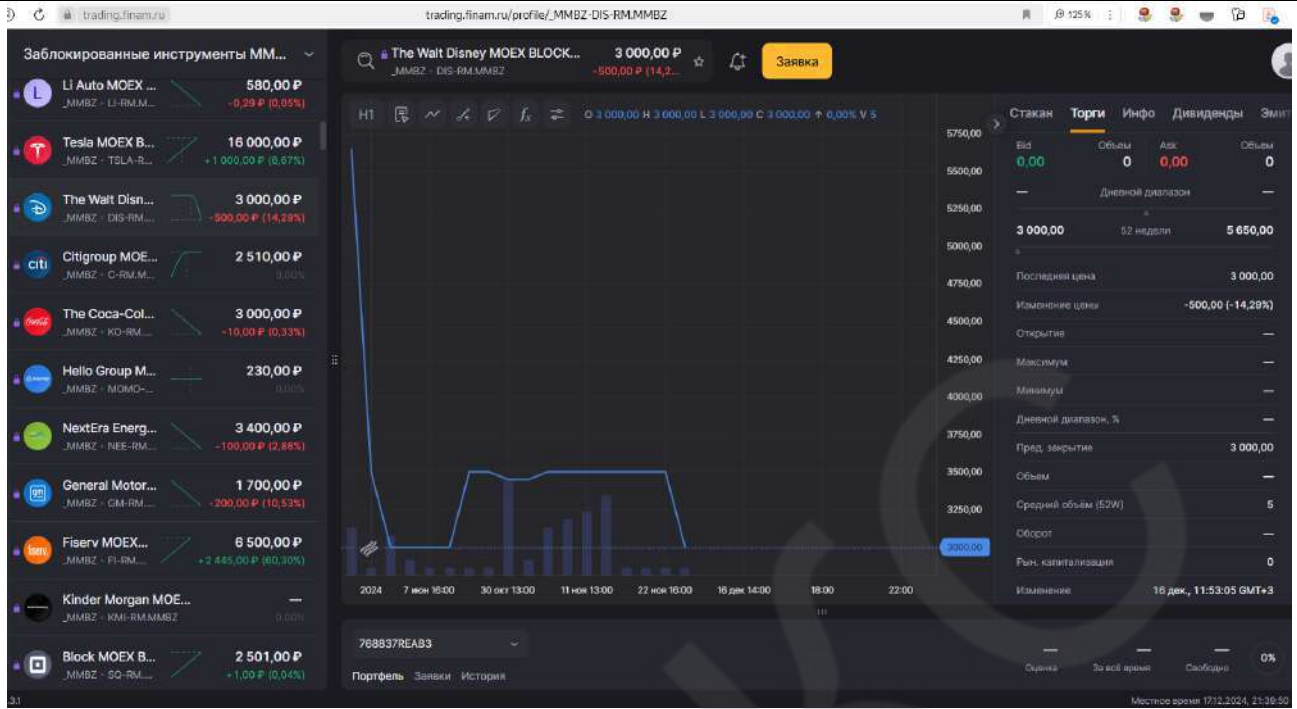 trading.finam.ru
trading.finam.ru/profile/_MMBZ-DIS-RM.MMBZ
125%
Заблокированные инструменты ММ...
Li Auto MOEX ...
580,00 ₽
_MMBZ · LI-RM.M...
-0,29 ₽ (0,05%)
Tesla MOEX B...
16 000,00 ₽
_MMBZ · TSLA-R...
+1 000,00 ₽ (6,67%)
The Walt Disn...
3 000,00 ₽
_MMBZ · DIS-RM....
-500,00 ₽ (14,29%)
citi
Citigroup MOE...
2 510,00 ₽
_MMBZ · C-RM.M...
0,00%
The Coca-Col...
3 000,00 ₽
_MMBZ · KO-RM....
-10,00 ₽ (0,33%)
Hello Group M...
230,00 ₽
_MMBZ · MOMO-...
0,00%
NextEra Energ...
3 400,00 ₽
_MMBZ · NEE-RM...
-100,00 ₽ (2,86%)
gm
General Motor...
1 700,00 ₽
_MMBZ · GM-RM....
-200,00 ₽ (10,53%)
fiserv.
Fiserv MOEX...
6 500,00 ₽
_MMBZ · FI-RM....
+2 445,00 ₽ (60,30%)
Kinder Morgan MOE...
—
_MMBZ · KMI-RM.MMBZ
0,00%
Block MOEX B...
2 501,00 ₽
_MMBZ · SQ-RM....
+1,00 ₽ (0,04%)
The Walt Disney MOEX BLOCK...
3 000,00 ₽
_MMBZ · DIS-RM.MMBZ
-500,00 ₽ (14,2...
Заявка
H1
O 3 000,00 H 3 000,00 L 3 000,00 C 3 000,00 ↑ 0,00% V 5
5750,00
5500,00
5250,00
5000,00
4750,00
4500,00
4250,00
4000,00
3750,00
3500,00
3250,00
3000,00
2024
7 июн 16:00
30 окт 13:00
11 ноя 13:00
22 ноя 16:00
16 дек 14:00
18:00
22:00
768837REAB3
Портфель Заявки История
Стакан Торги Инфо Дивиденды Эмит
Bid Объем Ask Объем
0,00 0 0,00 0
— Дневной диапазон —
3 000,00 52 недели 5 650,00
Последняя цена 3 000,00
Изменение цены -500,00 (-14,29%)
Открытие —
Максимум —
Минимум —
Дневной диапазон, % —
Пред. закрытие 3 000,00
Объем —
Средний объём (52W) 5
Оборот —
Рын. капитализация 0
Изменение 16 дек., 11:53:05 GMT+3
— — — 0%
Оценка За всё время Свободно
Местное время 17.12.2024, 21:39:50